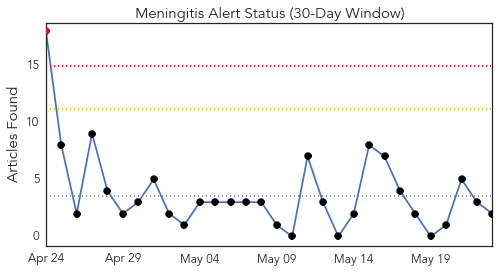 Meningitis Alert Status (30-Day Window)
Articles Found
15
10
5
0
Apr 24 Apr 29 May 04 May 09 May 14 May 19